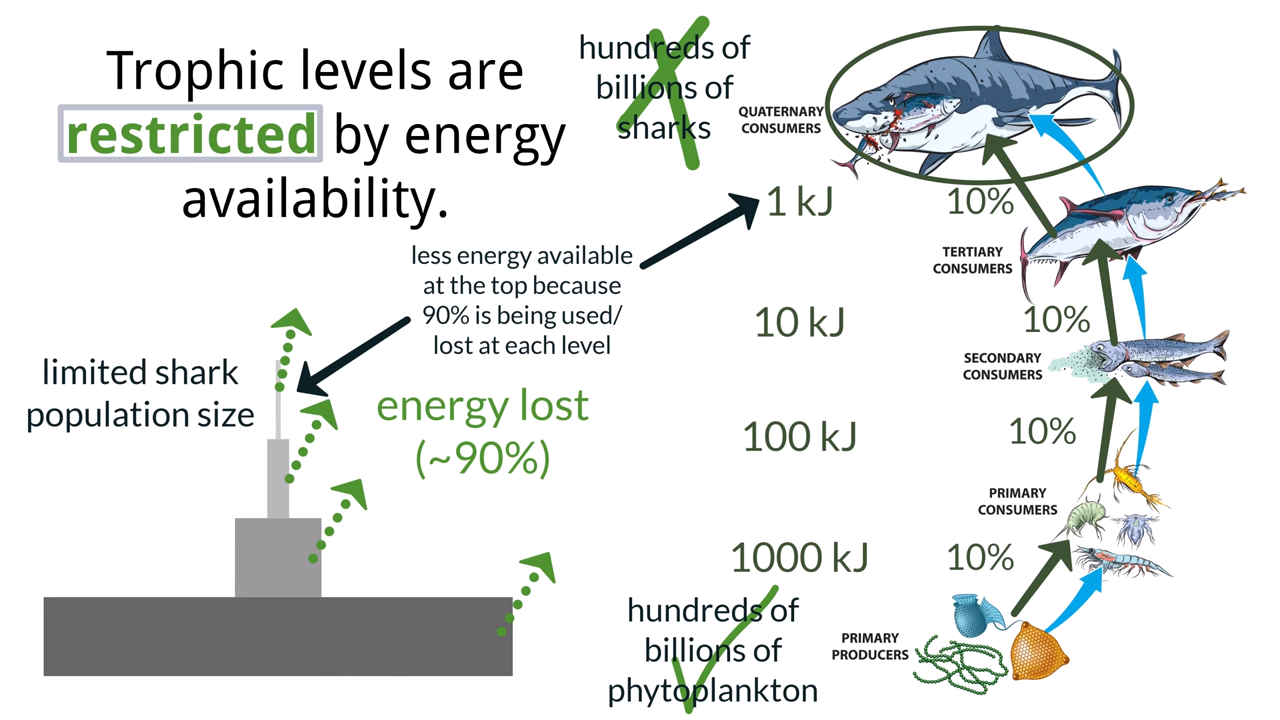 Trophic levels are
restricted by energy
availability.
hundreds of
billions of
sharks
QUATERNARY
CONSUMERS
1 kJ
10%
less energy available
at the top because
90% is being used/
lost at each level
TERTIARY
CONSUMERS
10 kJ
10%
limited shark
population size
energy lost
(~90%)
SECONDARY
CONSUMERS
100 kJ
10%
PRIMARY
CONSUMERS
1000 kJ
10%
hundreds of
billions of
phytoplankton
PRIMARY
PRODUCERS